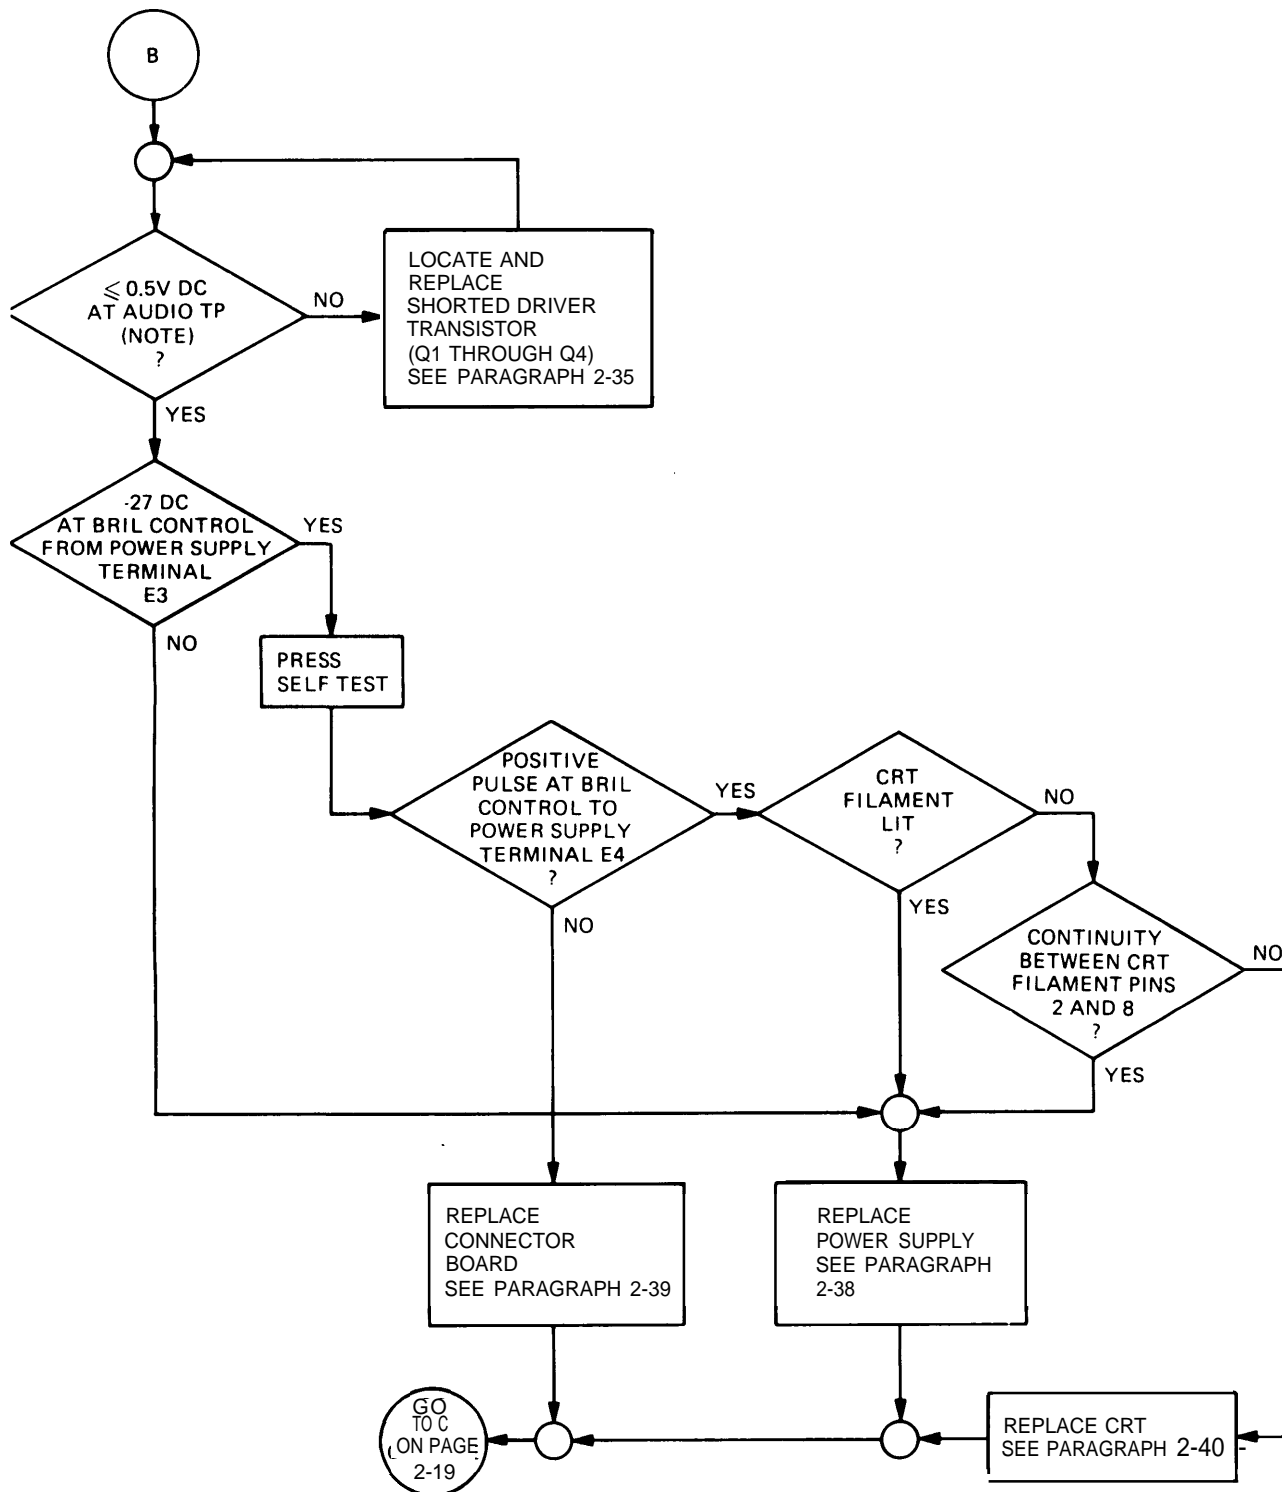 B
≤ 0.5V DC
AT AUDIO TP
(NOTE)
?
NO
LOCATE AND
REPLACE
SHORTED DRIVER
TRANSISTOR
(Q1 THROUGH Q4)
SEE PARAGRAPH 2-35
YES
-27 DC
AT BRIL CONTROL
FROM POWER SUPPLY
TERMINAL
E3
YES
NO
PRESS
SELF TEST
POSITIVE
PULSE AT BRIL
CONTROL TO
POWER SUPPLY
TERMINAL E4
?
YES
NO
CRT
FILAMENT
LIT
?
NO
YES
CONTINUITY
BETWEEN CRT
FILAMENT PINS
2 AND 8
?
NO
YES
REPLACE
CONNECTOR
BOARD
SEE PARAGRAPH 2-39
REPLACE
POWER SUPPLY
SEE PARAGRAPH
2-38
GO
TO C
ON PAGE
2-19
REPLACE CRT
SEE PARAGRAPH 2-40